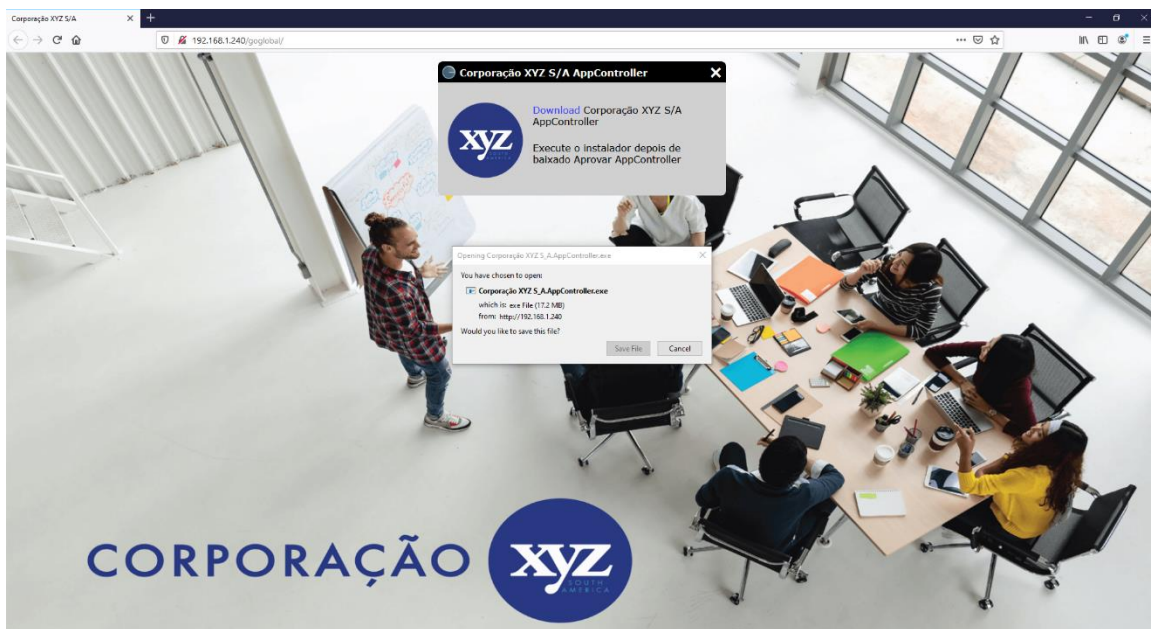 Corporação XYZ S/A
192.168.1.240/goglobal/
Corporação XYZ S/A AppController
Download Corporação XYZ S/A
AppController
Execute o instalador depois de
baixado Aprovar AppController
xyz
SOUTH
AMERICA
Opening Corporação XYZ S_A.AppController.exe
You have chosen to open:
Corporação XYZ S_A.AppController.exe
which is: exe File (17.2 MB)
from: http://192.168.1.240
Would you like to save this file?
Save File Cancel
CORPORAÇÃO
xyz
SOUTH
AMERICA